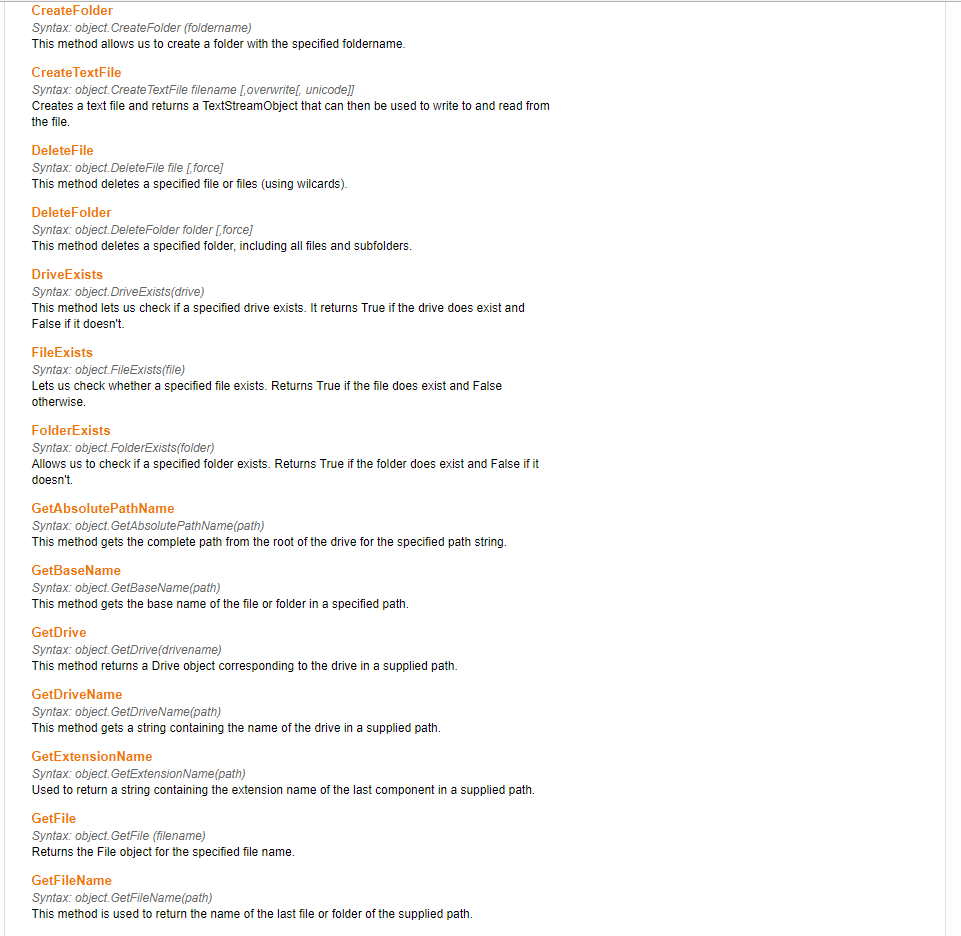 CreateFolder
Syntax: object.CreateFolder (foldername)
This method allows us to create a folder with the specified foldername.
CreateTextFile
Syntax: object.CreateTextFile filename [,overwrite[, unicode]]
Creates a text file and returns a TextStreamObject that can then be used to write to and read from
the file.
DeleteFile
Syntax: object.DeleteFile file [,force]
This method deletes a specified file or files (using wilcards).
DeleteFolder
Syntax: object.DeleteFolder folder [,force]
This method deletes a specified folder, including all files and subfolders.
DriveExists
Syntax: object.DriveExists(drive)
This method lets us check if a specified drive exists. It returns True if the drive does exist and
False if it doesn't.
FileExists
Syntax: object.FileExists(file)
Lets us check whether a specified file exists. Returns True if the file does exist and False
otherwise.
FolderExists
Syntax: object.FolderExists(folder)
Allows us to check if a specified folder exists. Returns True if the folder does exist and False if it
doesn't.
GetAbsolutePathName
Syntax: object.GetAbsolutePathName(path)
This method gets the complete path from the root of the drive for the specified path string.
GetBaseName
Syntax: object.GetBaseName(path)
This method gets the base name of the file or folder in a specified path.
GetDrive
Syntax: object.GetDrive(drivename)
This method returns a Drive object corresponding to the drive in a supplied path.
GetDriveName
Syntax: object.GetDriveName(path)
This method gets a string containing the name of the drive in a supplied path.
GetExtensionName
Syntax: object.GetExtensionName(path)
Used to return a string containing the extension name of the last component in a supplied path.
GetFile
Syntax: object.GetFile (filename)
Returns the File object for the specified file name.
GetFileName
Syntax: object.GetFileName(path)
This method is used to return the name of the last file or folder of the supplied path.